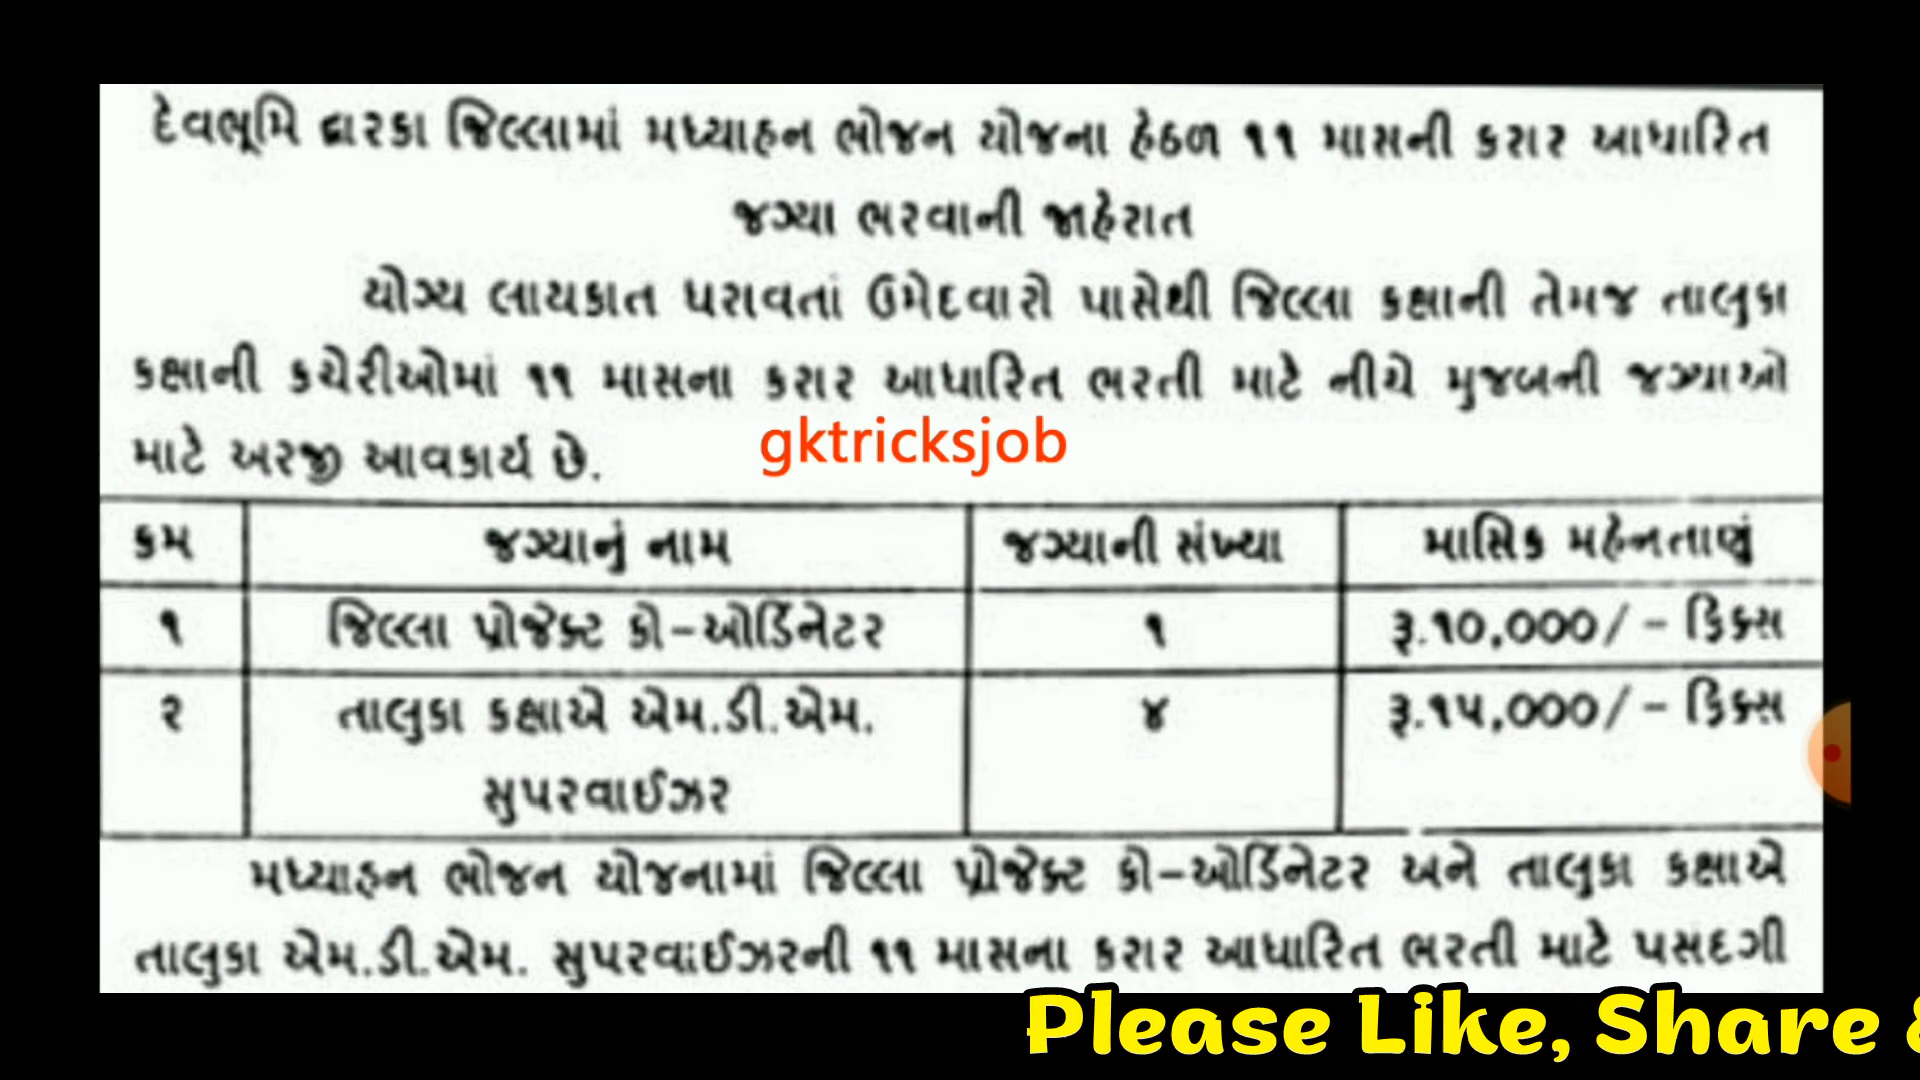 દેવભૂમિ દ્વારકા જિલ્લામાં મધ્યાહન ભોજન યોજના હેઠળ ૧૧ માસની કરાર આધારિત
જગ્યા ભરવાની જાહેરાત
યોગ્ય લાયકાત ધરાવતાં ઉમેદવારો પાસેથી જિલ્લા કક્ષાની તેમજ તાલુકા
કક્ષાની કચેરીઓમાં ૧૧ માસના કરાર આધારિત ભરતી માટે નીચે મુજબની જગ્યાઓ
માટે અરજી આવકાર્ય છે.
gktricksjob
ક્રમ જગ્યાનું નામ જગ્યાની સંખ્યા માસિક મહેનતાણું
૧ જિલ્લા પ્રોજેક્ટ કો-ઓર્ડિનેટર ૧ રૂ.૧૦,૦૦૦/- ફિક્સ
૨ તાલુકા કક્ષાએ એમ.ડી.એમ. ૪ રૂ.૧૫,૦૦૦/- ફિક્સ
સુપરવાઈઝર
મધ્યાહન ભોજન યોજનામાં જિલ્લા પ્રોજેક્ટ કો-ઓર્ડિનેટર અને તાલુકા કક્ષાએ
તાલુકા એમ.ડી.એમ. સુપરવાઈઝરની ૧૧ માસના કરાર આધારિત ભરતી માટે પસદગી
Please Like, Share &